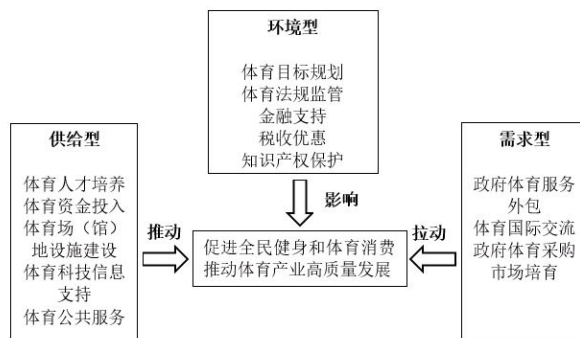 环境型
体育目标规划
体育法规监管
金融支持
税收优惠
知识产权保护
供给型
体育人才培养
体育资金投入
体育场（馆）
地设施建设
体育科技信息
支持
体育公共服务
推动
影响
促进全民健身和体育消费
推动体育产业高质量发展
拉动
需求型
政府体育服务
外包
体育国际交流
政府体育采购
市场培育